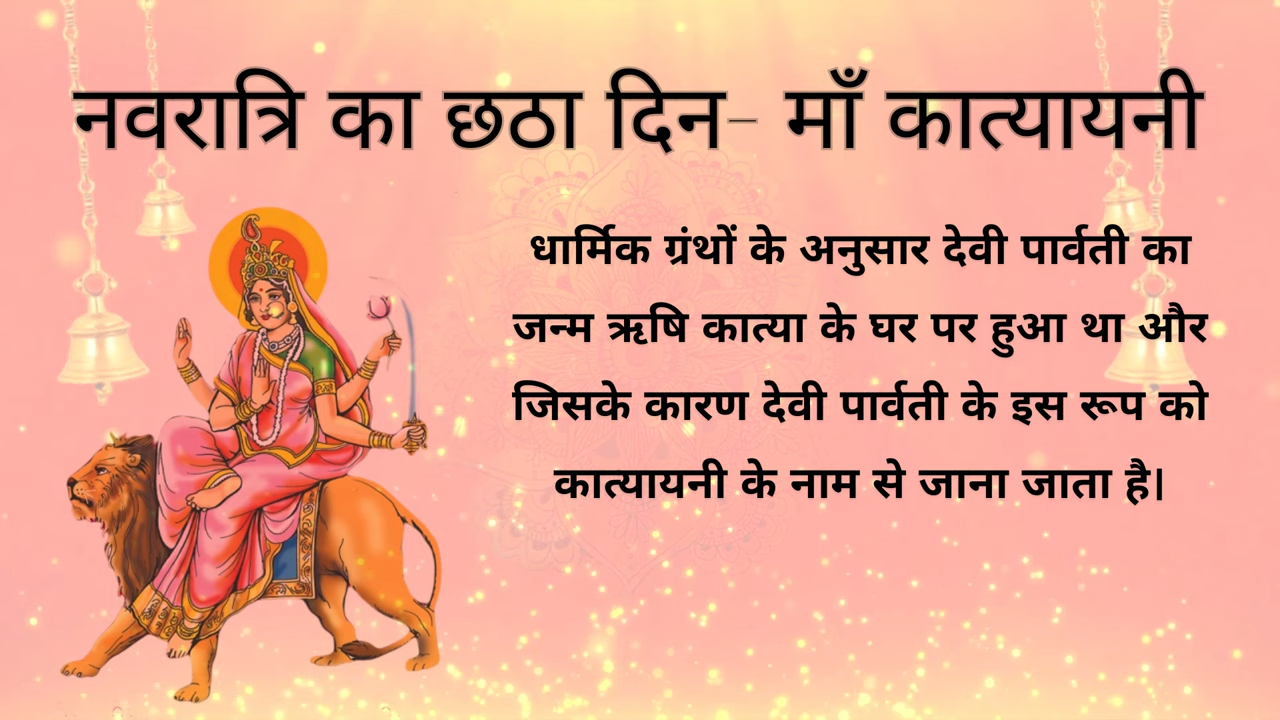 नवरात्रि का छठा दिन- माँ कात्यायनी
धार्मिक ग्रंथों के अनुसार देवी पार्वती का
जन्म ऋषि कात्या के घर पर हुआ था और
जिसके कारण देवी पार्वती के इस रूप को
कात्यायनी के नाम से जाना जाता है।